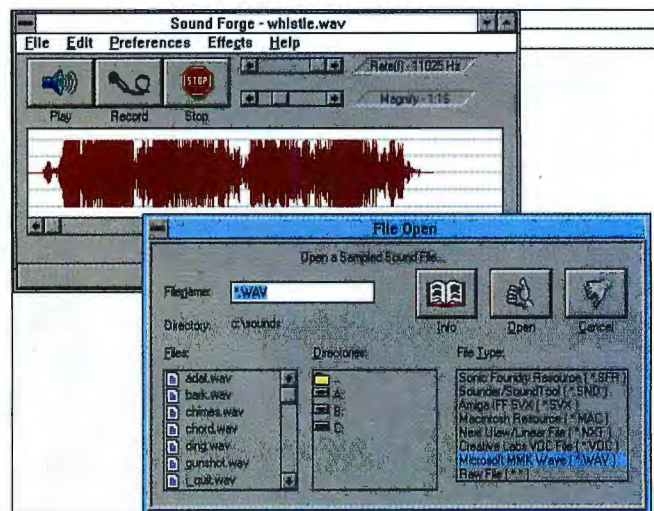 Sound Forge - whistle.wav
File Edit Preferences Effects Help
Rate(f) - 11025 Hz
STOP
Magnify - 1:16
Play Record Stop
File Open
Open a Sampled Sound File...
Filename: *.WAV
Info Open Cancel
Directory: c:\sounds
Files: Directories: File Type:
adat.wav
bark.wav
chimes.wav
chord.wav
ding.wav
gunshot.wav
i_quit.wav
..
A:
B:
C:
Sonic Foundry Resource [ *.SFR ]
Sounder/SoundTool [ *.SND ]
Amiga IFF SVX [ *.SVX ]
Macintosh Resource [ *.MAC ]
Next Ulaw/Linear File [ *.NXT ]
Creative Labs VOC File [ *.VOC ]
Microsoft MMK Wave [ *.WAV ]
Raw File [ *.* ]